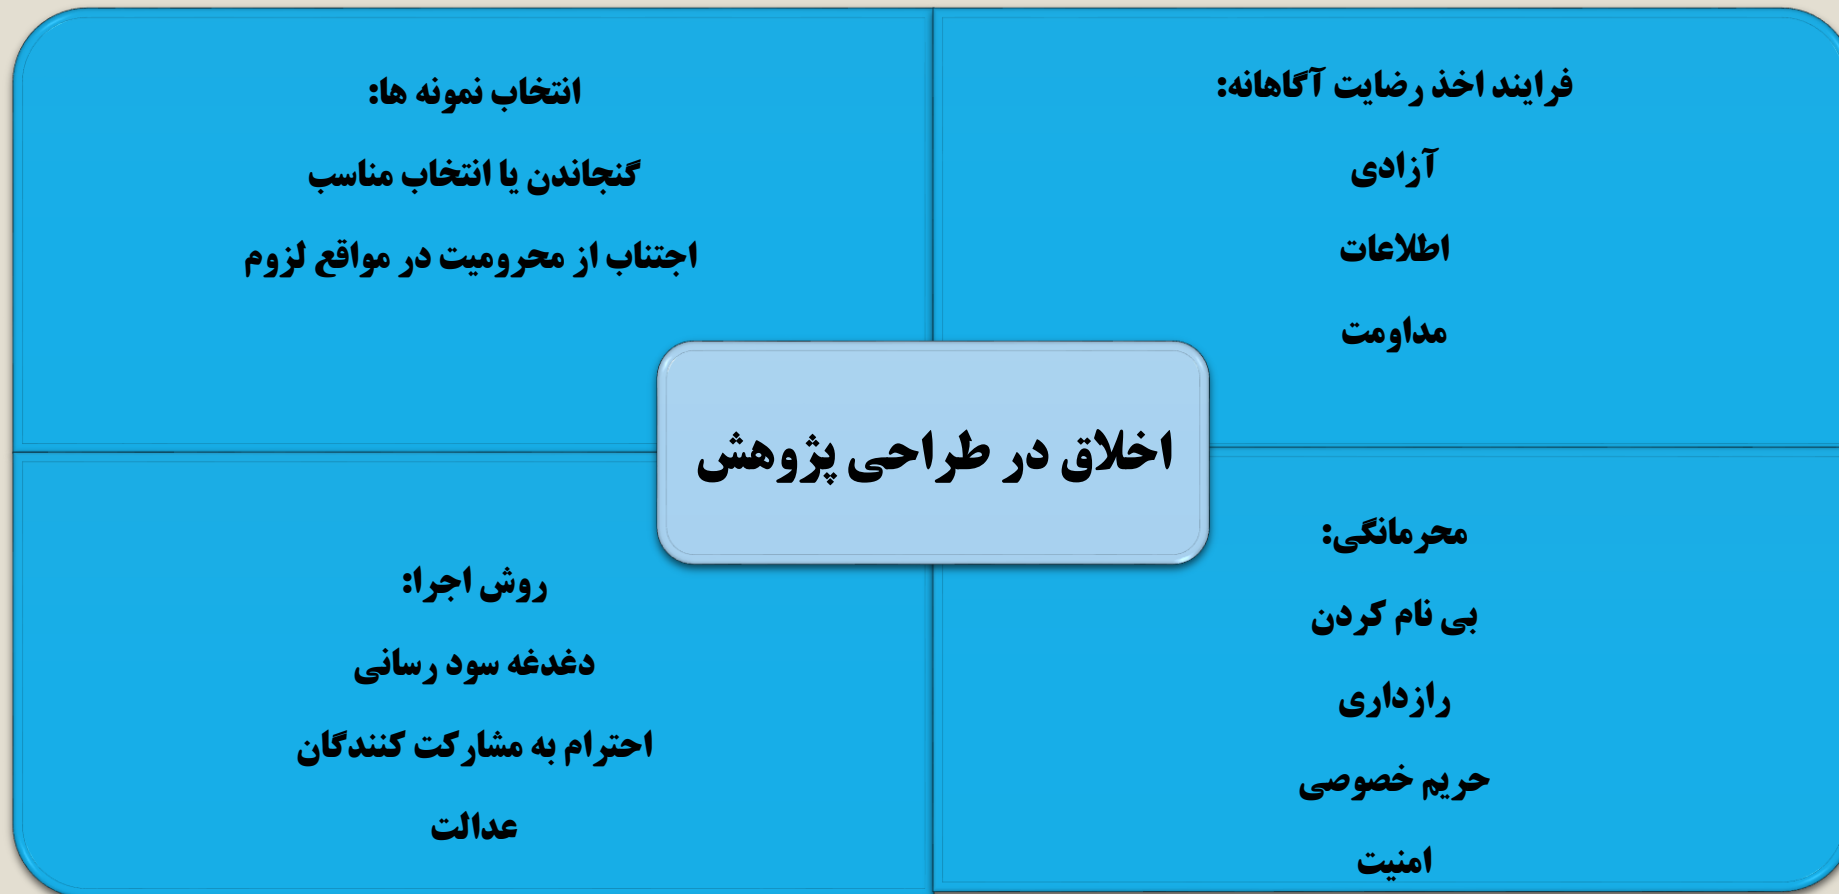 فرایند اخذ رضایت آگاهانه:
آزادی
اطلاعات
مداومت
انتخاب نمونه ها:
گنجاندن یا انتخاب مناسب
اجتناب از محرومیت در مواقع لزوم
اخلاق در طراحی پژوهش
محرمانگی:
بی نام کردن
رازداری
حریم خصوصی
امنیت
روش اجرا:
دغدغه سود رسانی
احترام به مشارکت کنندگان
عدالت